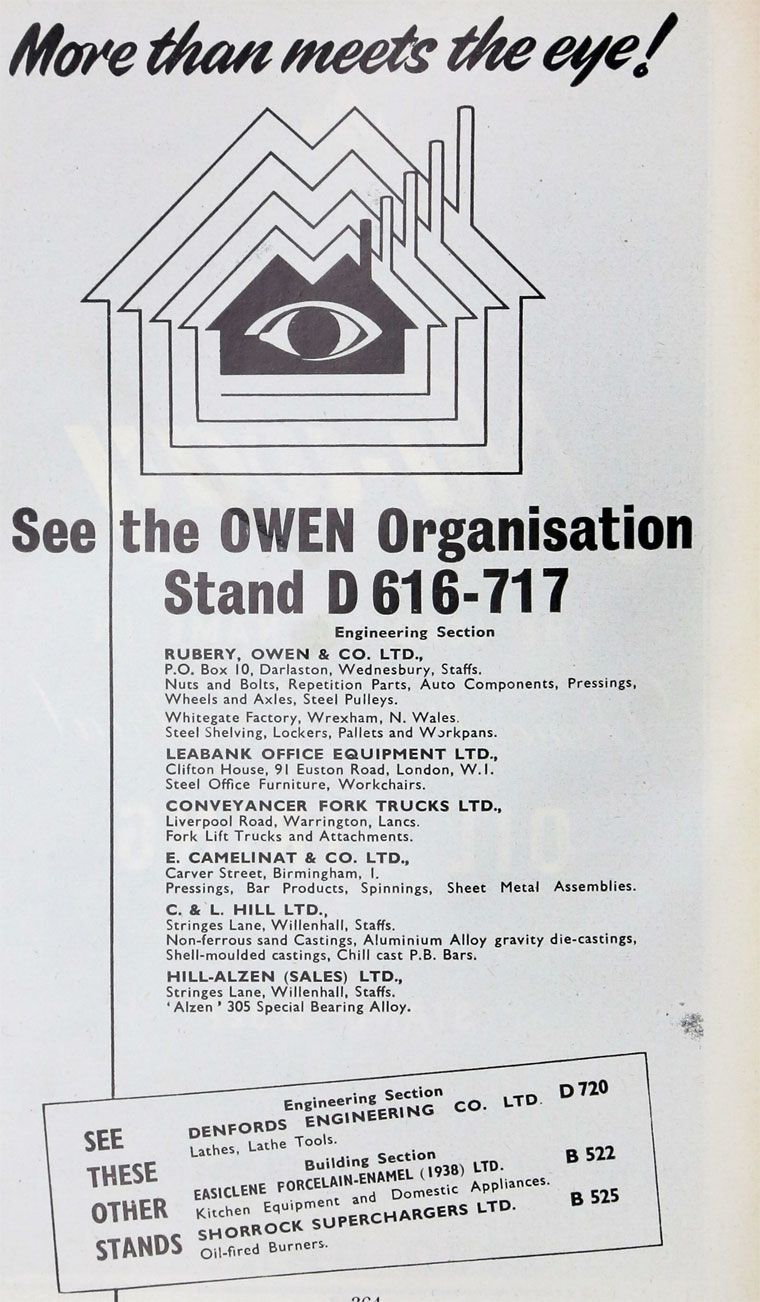 More than meets the eye!
See the OWEN Organisation
Stand D 616-717
Engineering Section
RUBERY, OWEN & CO. LTD.,
P.O. Box 10, Darlaston, Wednesbury, Staffs.
Nuts and Bolts, Repetition Parts, Auto Components, Pressings,
Wheels and Axles, Steel Pulleys.
Whitegate Factory, Wrexham, N. Wales.
Steel Shelving, Lockers, Pallets and Workpans.
LEABANK OFFICE EQUIPMENT LTD.,
Clifton House, 91 Euston Road, London, W.1.
Steel Office Furniture, Workchairs.
CONVEYANCER FORK TRUCKS LTD.,
Liverpool Road, Warrington, Lancs.
Fork Lift Trucks and Attachments.
E. CAMELINAT & CO. LTD.,
Carver Street, Birmingham, 1.
Pressings, Bar Products, Spinnings, Sheet Metal Assemblies.
C. & L. HILL LTD.,
Stringes Lane, Willenhall, Staffs.
Non-ferrous sand Castings, Aluminium Alloy gravity die-castings,
Shell-moulded castings, Chill cast P.B. Bars.
HILL-ALZEN (SALES) LTD.,
Stringes Lane, Willenhall, Staffs.
'Alzen' 305 Special Bearing Alloy.
SEE
THESE
OTHER
STANDS
Engineering Section
DENFORDS ENGINEERING CO. LTD. D 720
Lathes, Lathe Tools.
Building Section
EASICLENE PORCELAIN-ENAMEL (1938) LTD. B 522
Kitchen Equipment and Domestic Appliances.
SHORROCK SUPERCHARGERS LTD. B 525
Oil-fired Burners.